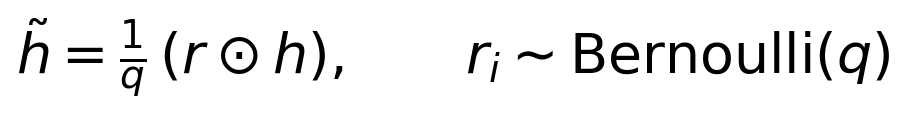 h̃ = 1/q (r ⊙ h),    rᵢ ~ Bernoulli(q)